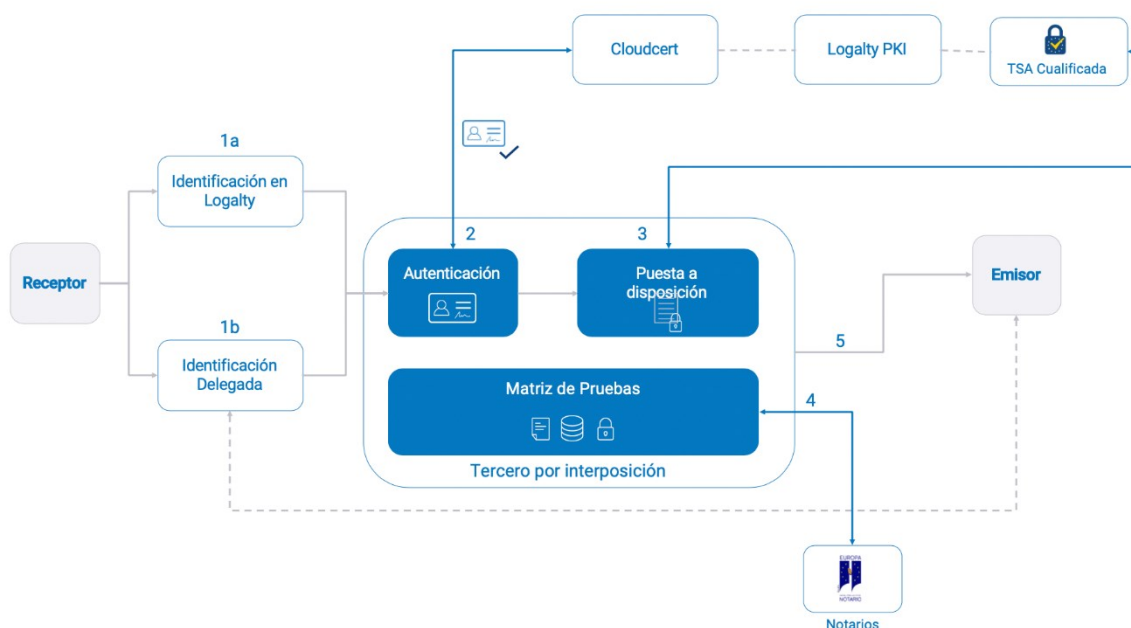 Cloudcert
Logalty PKI
TSA Cualificada
1a
Identificación en
Logalty
2
3
Autenticación
Puesta a
disposición
Receptor
Emisor
1b
Identificación
Delegada
5
Matriz de Pruebas
4
Tercero por interposición
EUROPA
NOTARIO
Notarios